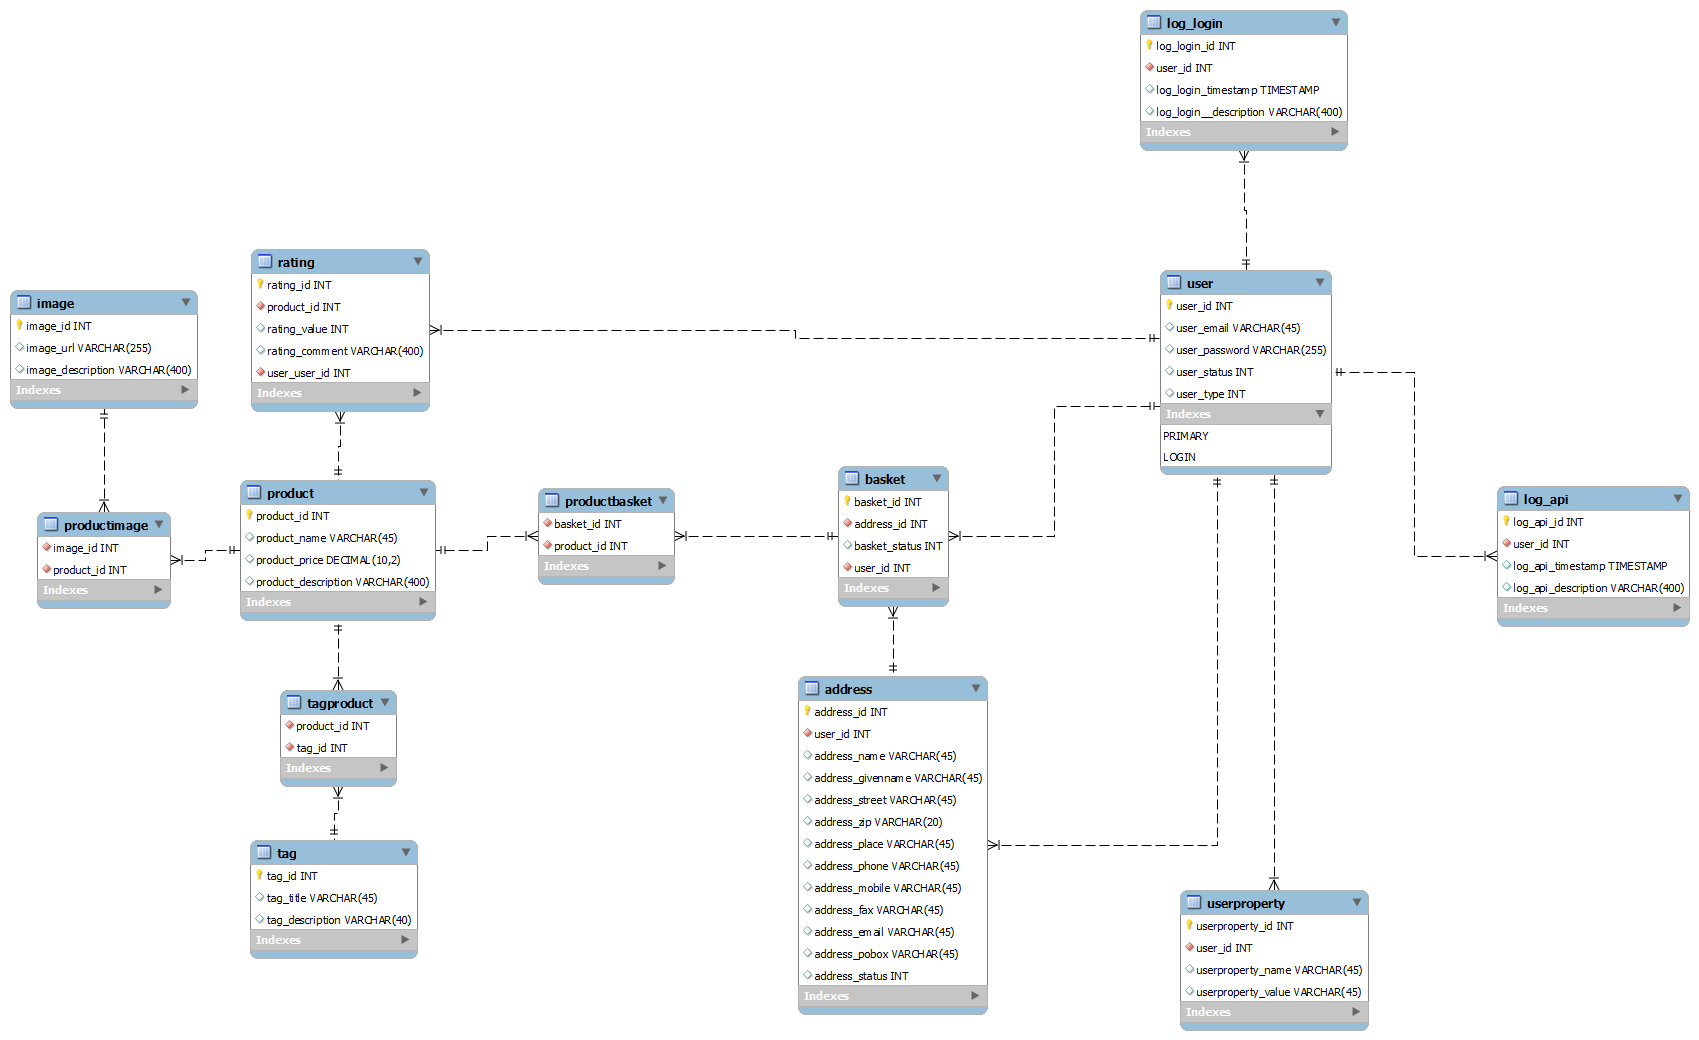 log_login
log_login_id INT
user_id INT
log_login_timestamp TIMESTAMP
log_login__description VARCHAR(400)
Indexes
rating
rating_id INT
product_id INT
rating_value INT
rating_comment VARCHAR(400)
user_user_id INT
Indexes
user
user_id INT
user_email VARCHAR(45)
user_password VARCHAR(255)
user_status INT
user_type INT
Indexes
PRIMARY
LOGIN
image
image_id INT
image_url VARCHAR(255)
image_description VARCHAR(400)
Indexes
productimage
image_id INT
product_id INT
Indexes
product
product_id INT
product_name VARCHAR(45)
product_price DECIMAL(10,2)
product_description VARCHAR(400)
Indexes
productbasket
basket_id INT
product_id INT
Indexes
basket
basket_id INT
address_id INT
basket_status INT
user_id INT
Indexes
log_api
log_api_id INT
user_id INT
log_api_timestamp TIMESTAMP
log_api_description VARCHAR(400)
Indexes
tagproduct
product_id INT
tag_id INT
Indexes
tag
tag_id INT
tag_title VARCHAR(45)
tag_description VARCHAR(40)
Indexes
address
address_id INT
user_id INT
address_name VARCHAR(45)
address_givenname VARCHAR(45)
address_street VARCHAR(45)
address_zip VARCHAR(20)
address_place VARCHAR(45)
address_phone VARCHAR(45)
address_mobile VARCHAR(45)
address_fax VARCHAR(45)
address_email VARCHAR(45)
address_pobox VARCHAR(45)
address_status INT
Indexes
userproperty
userproperty_id INT
user_id INT
userproperty_name VARCHAR(45)
userproperty_value VARCHAR(45)
Indexes